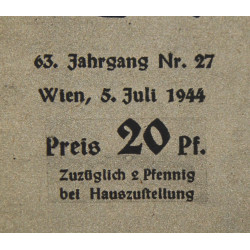 63. Jahrgang Nr. 27
Wien, 5. Juli 1944
Preis 20 Pf.
Zuzüglich 2 Pfennig
bei Hauszustellung